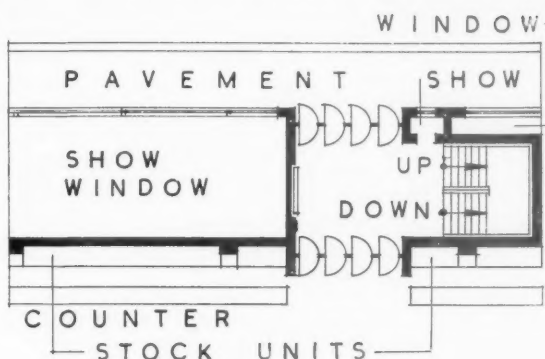 WINDOW
PAVEMENT SHOW
SHOW
WINDOW
UP
DOWN
COUNTER
STOCK UNITS